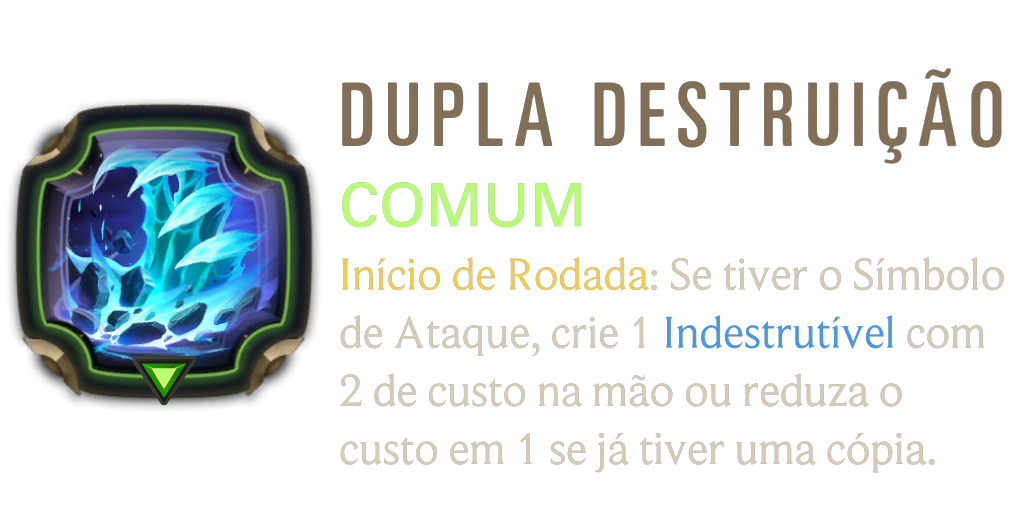 DUPLA DESTRUIÇÃO
COMUM
Início de Rodada: Se tiver o Símbolo
de Ataque, crie 1 Indestrutível com
2 de custo na mão ou reduza o
custo em 1 se já tiver uma cópia.